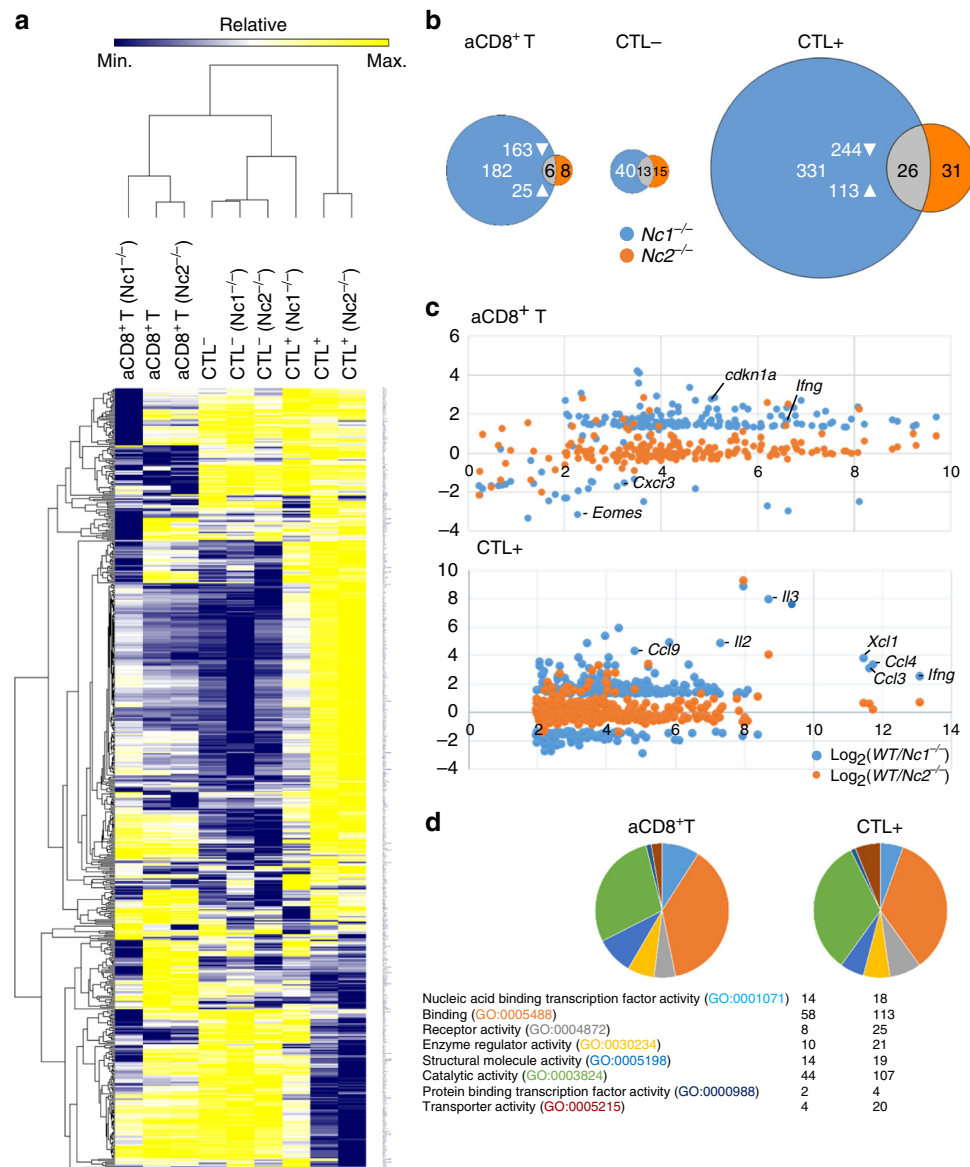 a
Relative
Min.
Max.
aCD8⁺ T (Nc1⁻/⁻)
aCD8⁺ T
aCD8⁺ T (Nc2⁻/⁻)
CTL⁻
CTL⁻ (Nc1⁻/⁻)
CTL⁻ (Nc2⁻/⁻)
CTL⁺ (Nc1⁻/⁻)
CTL⁺
CTL⁺ (Nc2⁻/⁻)
b
aCD8⁺ T
CTL–
CTL+
163▼
182
25▲
6
8
40
13
15
244▼
331
113▲
26
31
Nc1⁻/⁻
Nc2⁻/⁻
c
aCD8⁺ T
6
4
2
0
–2
–4
0
2
4
6
8
10
cdkn1a
Ifng
Cxcr3
Eomes
CTL+
10
8
6
4
2
0
–2
–4
0
2
4
6
8
10
12
14
Il3
Ccl9
Il2
Xcl1
Ccl4
Ccl3
Ifng
Log₂(WT/Nc1⁻/⁻)
Log₂(WT/Nc2⁻/⁻)
d
aCD8⁺T
CTL+
Nucleic acid binding transcription factor activity (GO:0001071) 14 18
Binding (GO:0005488) 58 113
Receptor activity (GO:0004872) 8 25
Enzyme regulator activity (GO:0030234) 10 21
Structural molecule activity (GO:0005198) 14 19
Catalytic activity (GO:0003824) 44 107
Protein binding transcription factor activity (GO:0000988) 2 4
Transporter activity (GO:0005215) 4 20